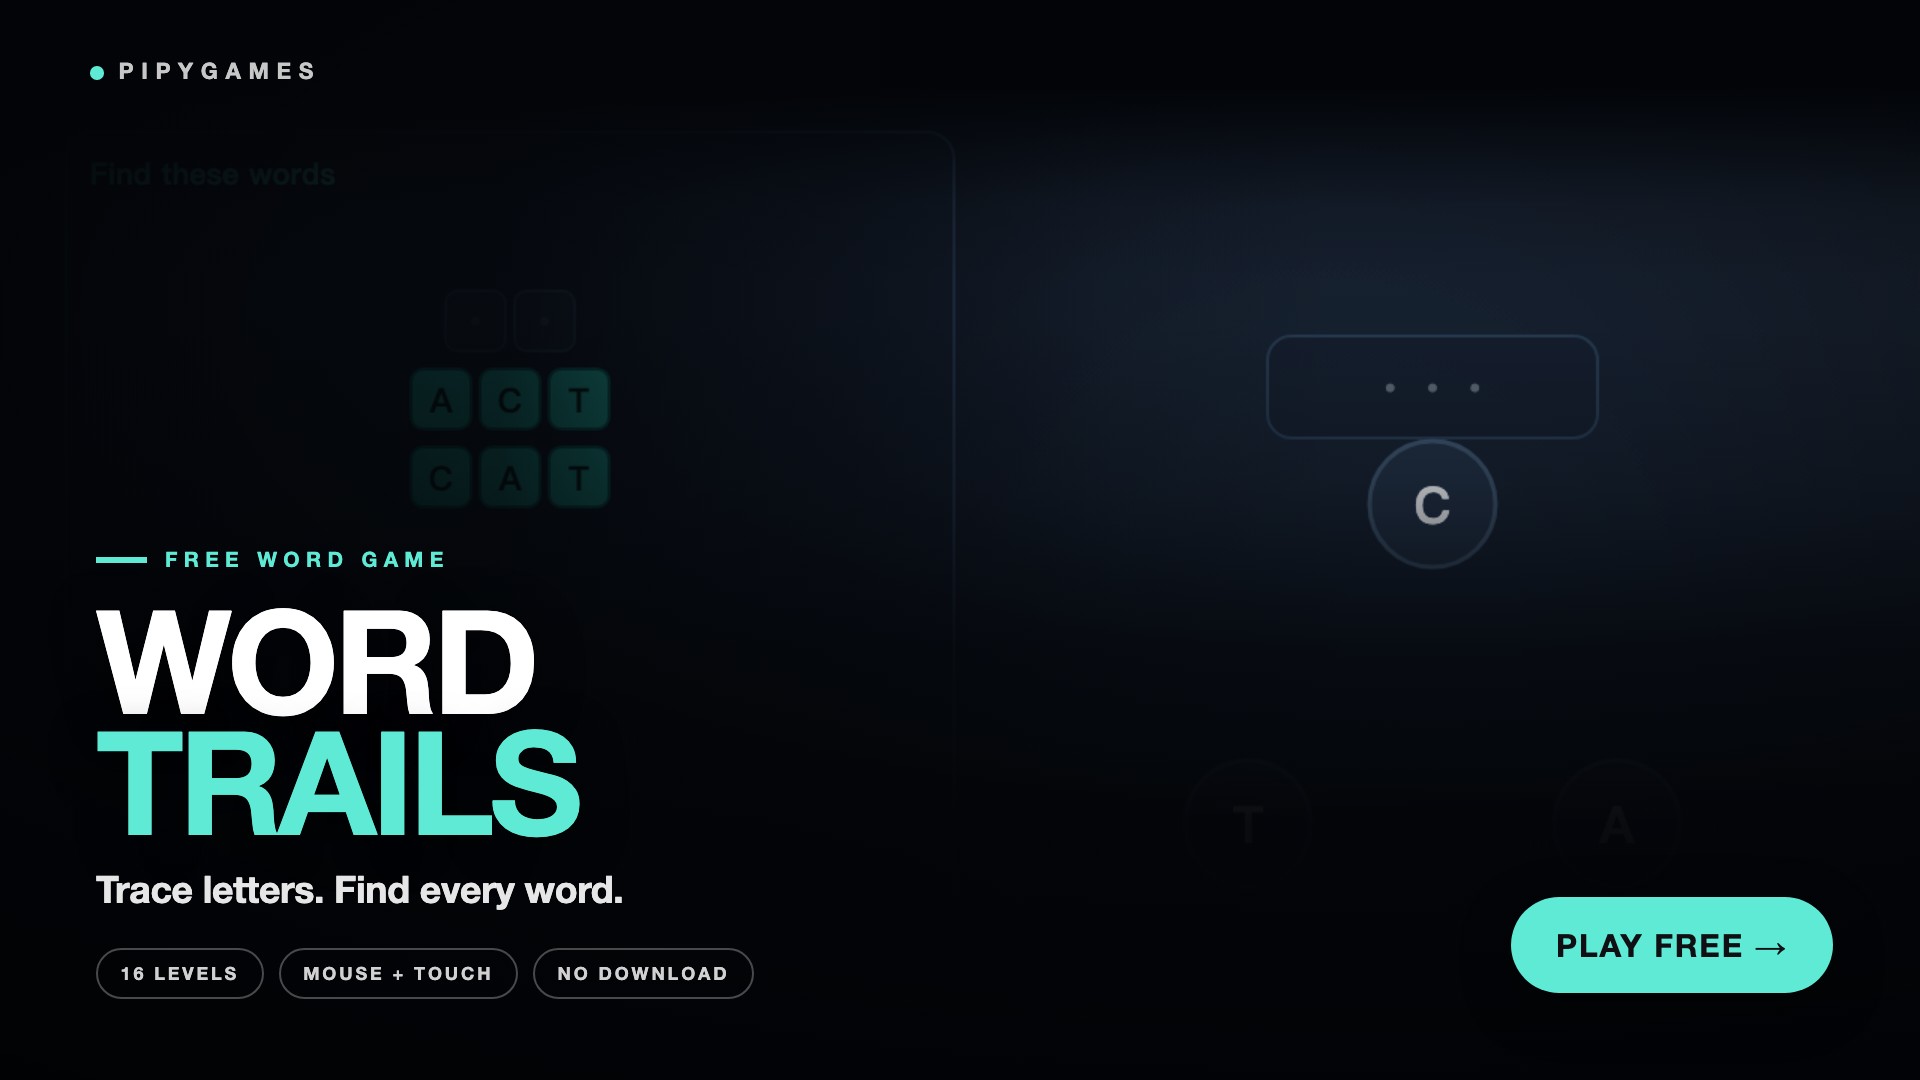 PIPYGAMES
Find these words
A C T
C A T
• • •
C
FREE WORD GAME
WORD
TRAILS
T A
Trace letters. Find every word.
16 LEVELS MOUSE + TOUCH NO DOWNLOAD
PLAY FREE →